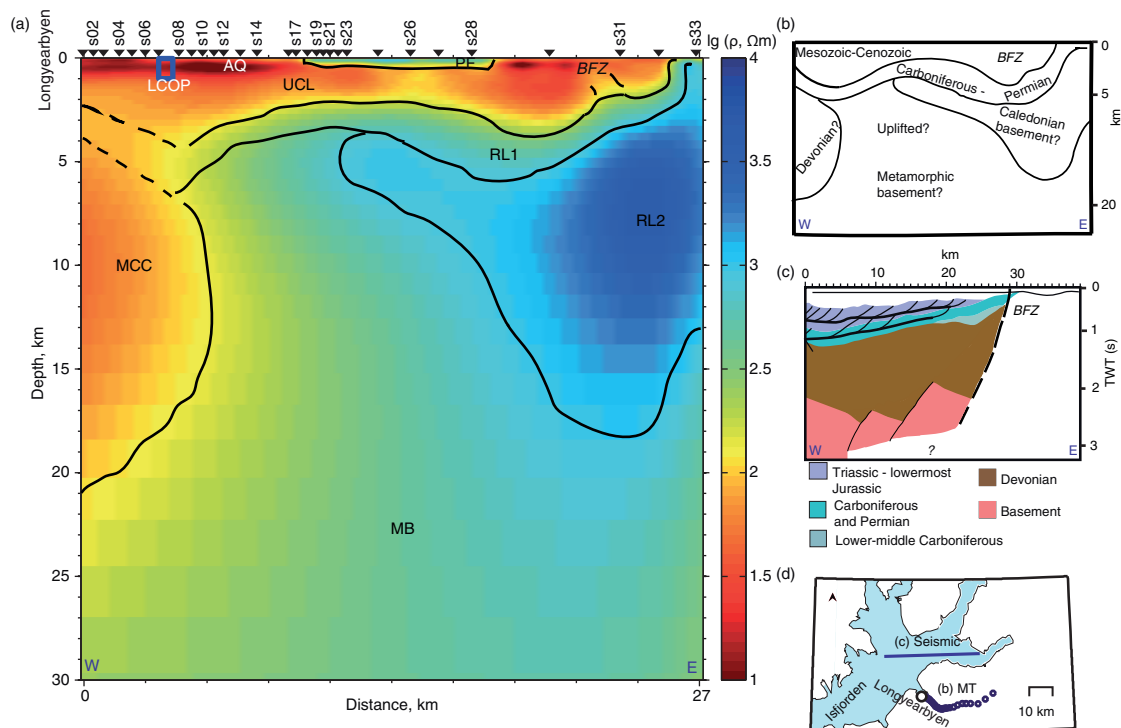 (a)
s02
s04
s06
s08
s10
s12
s14
s17
s19
s21
s23
s26
s28
s31
s33
Longyearbyen
0
5
10
15
20
25
30
Depth, km
AQ
LCOP
UCL
PF
BFZ
RL1
RL2
MCC
MB
W
E
0
27
Distance, km
lg (ρ, Ωm)
4
3.5
3
2.5
2
1.5
1
(b)
Mesozoic-Cenozoic
BFZ
Carboniferous - Permian
Caledonian
basement?
Devonian?
Uplifted?
Metamorphic
basement?
W
E
0
5
20
km
(c)
km
0 10 20 30
BFZ
0
1
2
3
TWT (s)
W
?
E
Triassic - lowermost
Jurassic
Carboniferous
and Permian
Lower-middle Carboniferous
Devonian
Basement
(d)
(c) Seismic
(b) MT
Isfjorden
Longyearbyen
10 km